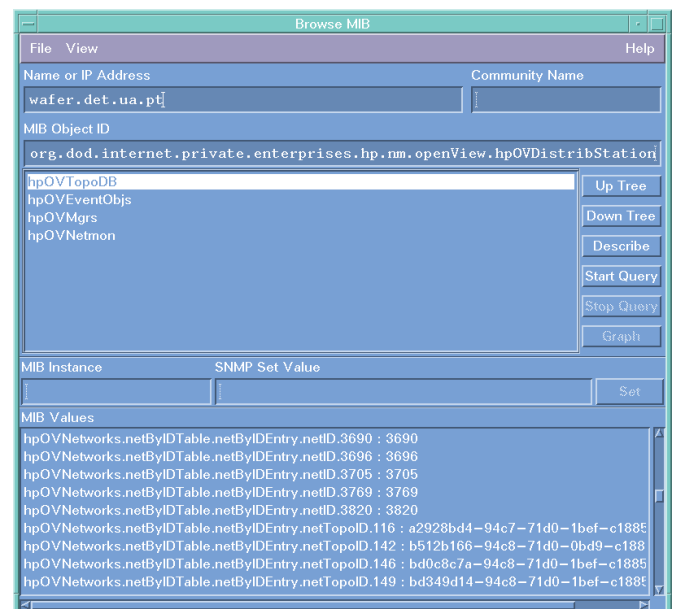 Browse MIB
File View Help
Name or IP Address Community Name
wafer.det.ua.pt
MIB Object ID
org.dod.internet.private.enterprises.hp.nm.openView.hpOVDistribStation
hpOVTopoDB
hpOVEventObjs
hpOVMgrs
hpOVNetmon
Up Tree
Down Tree
Describe
Start Query
Stop Query
Graph
MIB Instance SNMP Set Value
Set
MIB Values
hpOVNetworks.netByIDTable.netByIDEntry.netID.3690 : 3690
hpOVNetworks.netByIDTable.netByIDEntry.netID.3696 : 3696
hpOVNetworks.netByIDTable.netByIDEntry.netID.3705 : 3705
hpOVNetworks.netByIDTable.netByIDEntry.netID.3769 : 3769
hpOVNetworks.netByIDTable.netByIDEntry.netID.3820 : 3820
hpOVNetworks.netByIDTable.netByIDEntry.netTopoID.116 : a2928bd4-94c7-71d0-1bef-c1885
hpOVNetworks.netByIDTable.netByIDEntry.netTopoID.142 : b512b166-94c8-71d0-0bd9-c188
hpOVNetworks.netByIDTable.netByIDEntry.netTopoID.146 : bd0c8c7a-94c8-71d0-1bef-c1885
hpOVNetworks.netByIDTable.netByIDEntry.netTopoID.149 : bd349d14-94c8-71d0-1bef-c1885